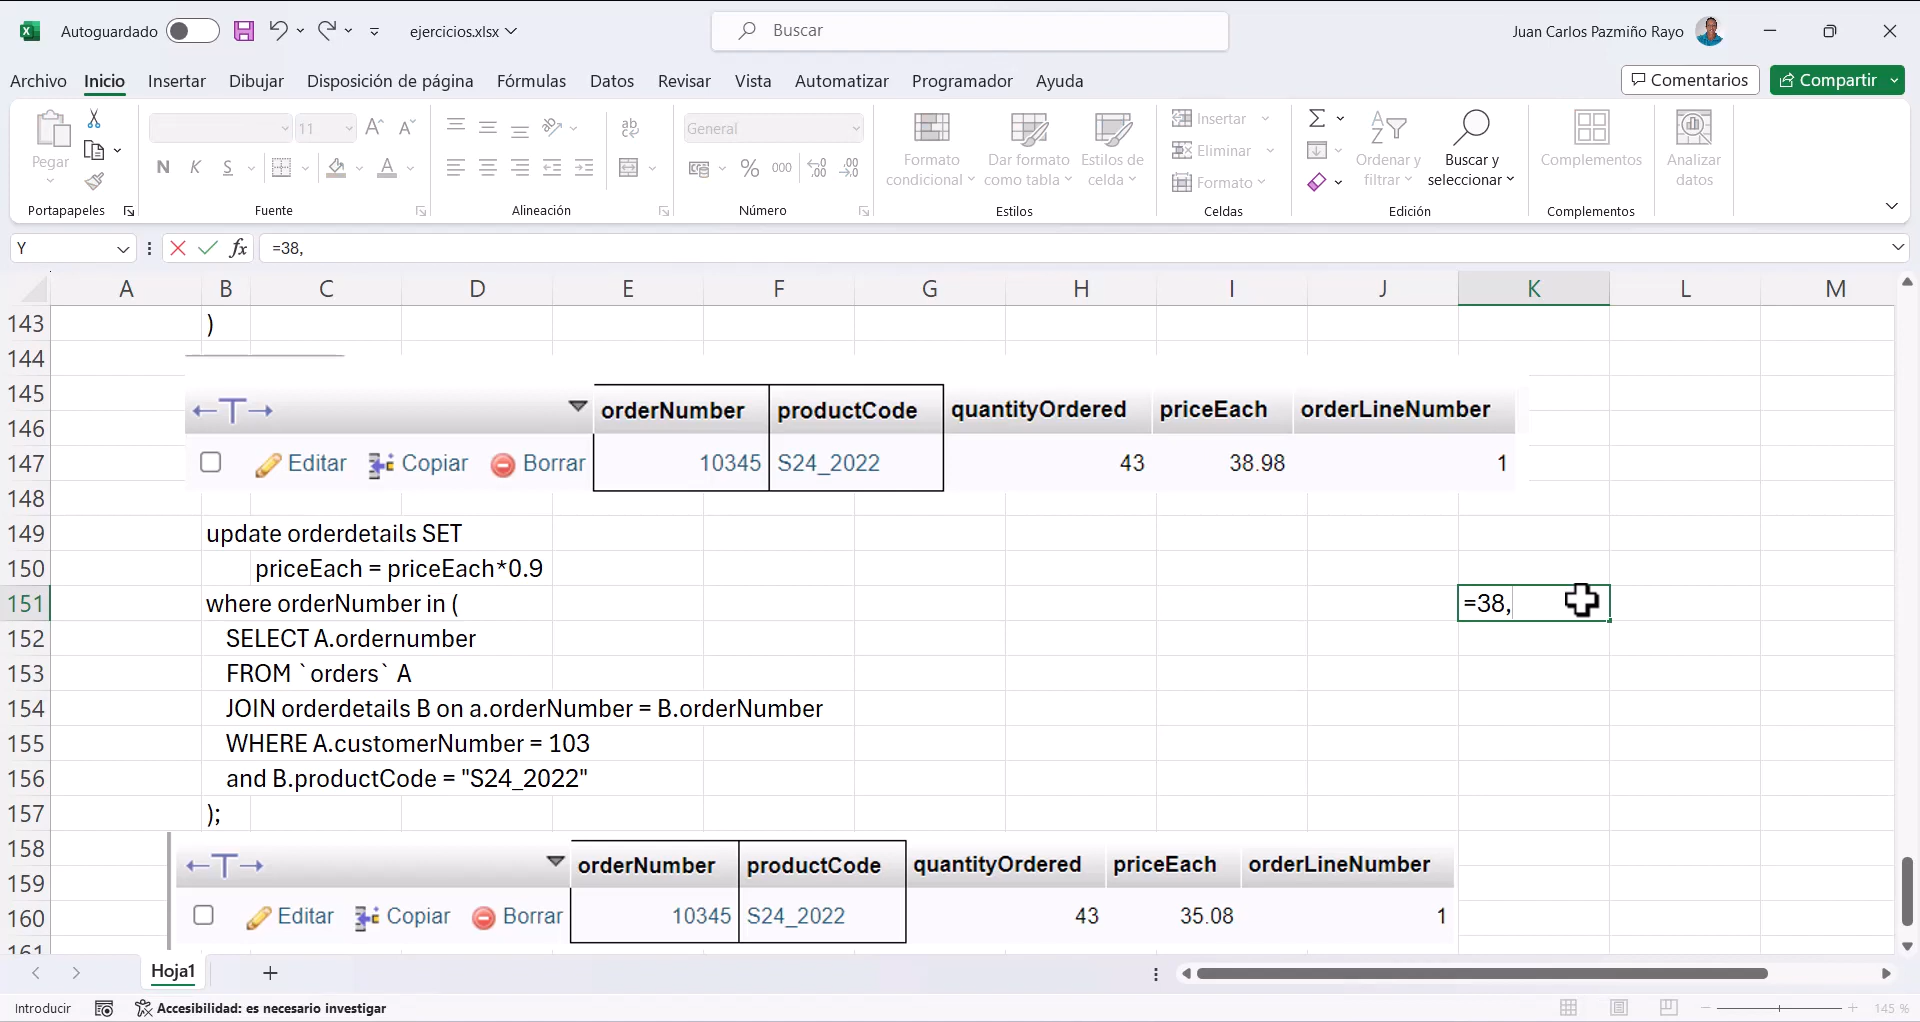 Autoguardado
ejercicios.xlsx
Buscar
Juan Carlos Pazmiño Rayo
Archivo Inicio Insertar Dibujar Disposición de página Fórmulas Datos Revisar Vista Automatizar Programador Ayuda
Comentarios
Compartir
Pegar
Portapapeles
11
N K S
Fuente
ab
Alineación
General
% 000
Número
Formato condicional
Dar formato como tabla
Estilos de celda
Estilos
Insertar
Eliminar
Formato
Celdas
Ordenar y filtrar
Buscar y seleccionar
Edición
Complementos
Complementos
Analizar datos
Y
fx
=38,
A B C D E F G H I J K L M
143 )
144
145
146 orderNumber productCode quantityOrdered priceEach orderLineNumber
147 Editar Copiar Borrar 10345 S24_2022 43 38.98 1
148
149 update orderdetails SET
150 priceEach = priceEach*0.9
151 where orderNumber in ( =38,
152 SELECT A.ordernumber
153 FROM `orders` A
154 JOIN orderdetails B on a.orderNumber = B.orderNumber
155 WHERE A.customerNumber = 103
156 and B.productCode = "S24_2022"
157 );
158 orderNumber productCode quantityOrdered priceEach orderLineNumber
159
160 Editar Copiar Borrar 10345 S24_2022 43 35.08 1
161
Hoja1
Introducir
Accesibilidad: es necesario investigar
145 %